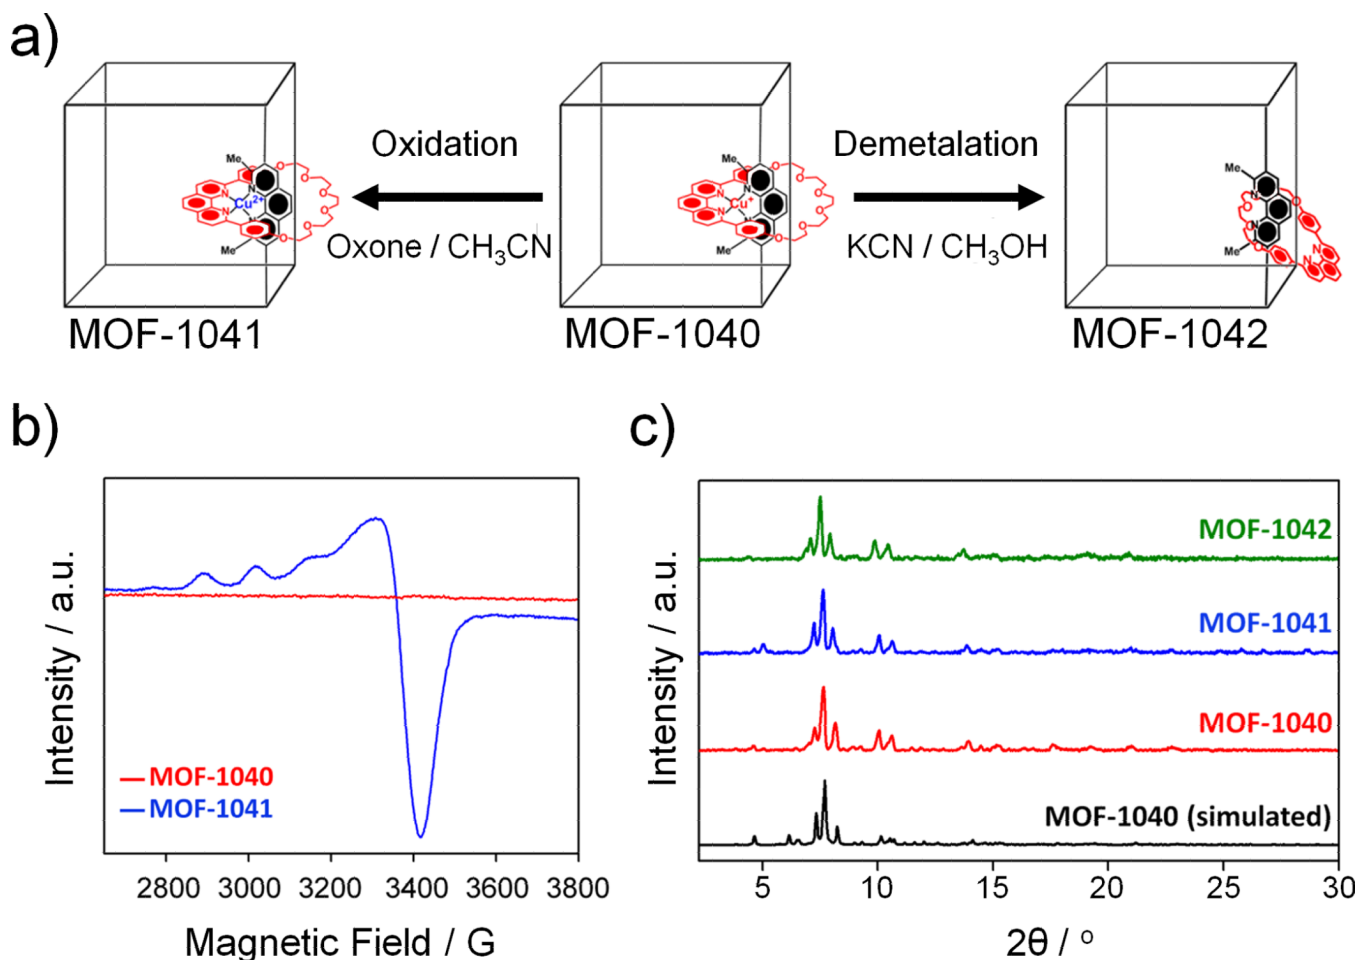 a)
Oxidation
Oxone / CH₃CN
Demetalation
KCN / CH₃OH
Me
N
N
Cu²⁺
N
N
Me
O
O
O
O
O
O
Me
N
N
Cu⁺
N
N
Me
O
O
O
O
O
O
Me
N
N
Me
O
O
O
O
N
N
MOF-1041
MOF-1040
MOF-1042
b)
Intensity / a.u.
MOF-1040
MOF-1041
2800 3000 3200 3400 3600 3800
Magnetic Field / G
c)
Intensity / a.u.
MOF-1042
MOF-1041
MOF-1040
MOF-1040 (simulated)
5 10 15 20 25 30
2θ / °